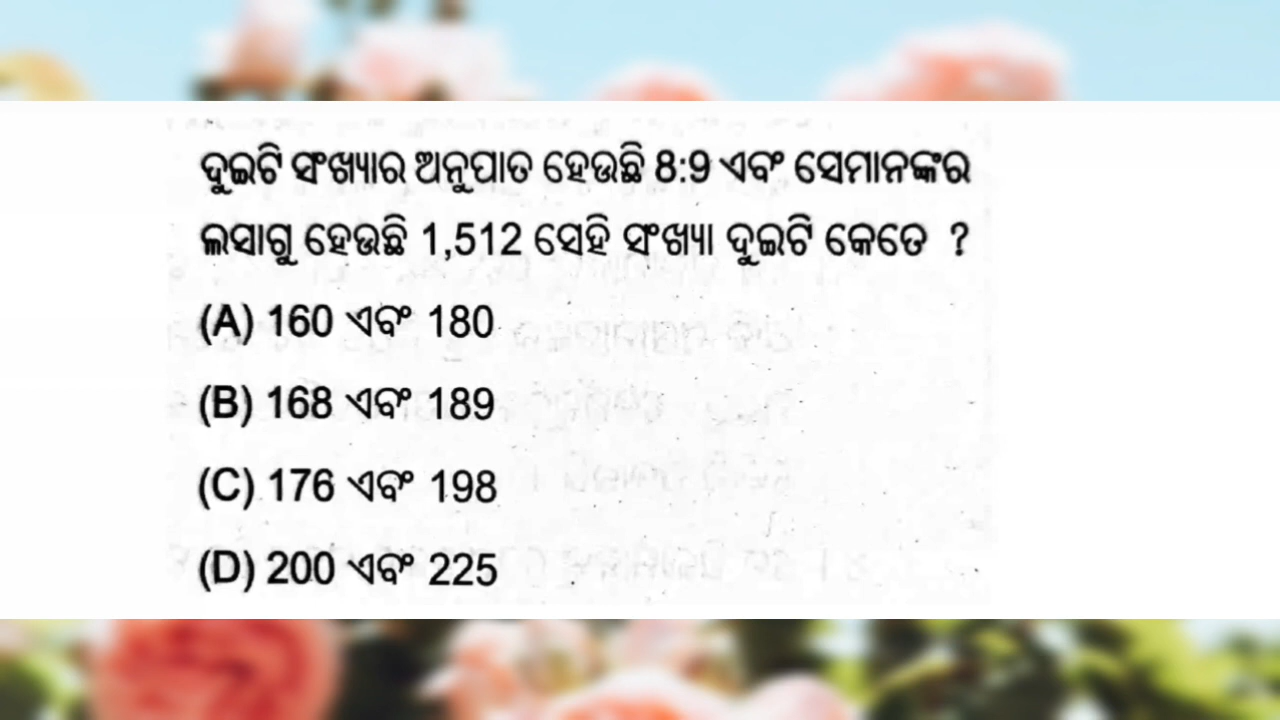 ଦୁଇଟି ସଂଖ୍ୟାର ଅନୁପାତ ହେଉଛି 8:9 ଏବଂ ସେମାନଙ୍କର
ଲସାଗୁ ହେଉଛି 1,512 ସେହି ସଂଖ୍ୟା ଦୁଇଟି କେତେ ?
(A) 160 ଏବଂ 180
(B) 168 ଏବଂ 189
(C) 176 ଏବଂ 198
(D) 200 ଏବଂ 225